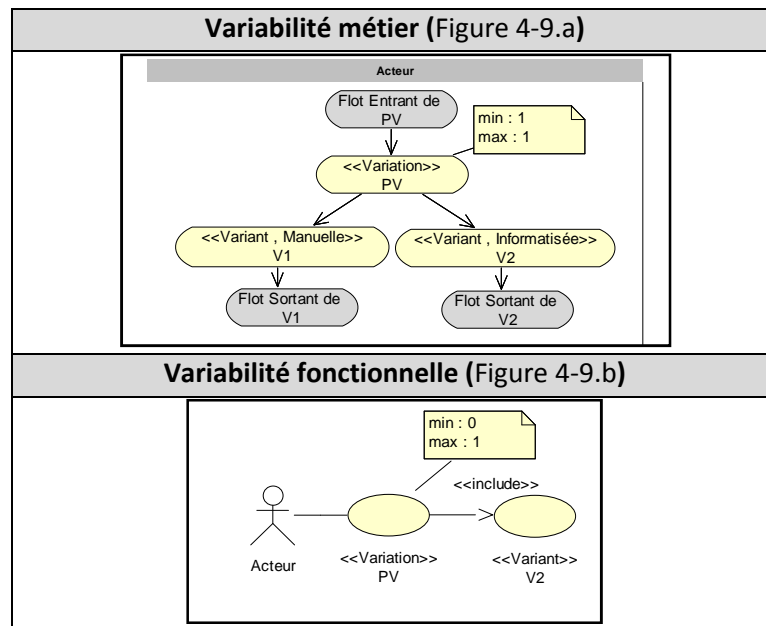 Variabilité métier (Figure 4-9.a)
Acteur
Flot Entrant de
PV
min : 1
max : 1
<<Variation>>
PV
<<Variant , Manuelle>>
V1
<<Variant , Informatisée>>
V2
Flot Sortant de
V1
Flot Sortant de
V2
Variabilité fonctionnelle (Figure 4-9.b)
min : 0
max : 1
<<include>>
Acteur
<<Variation>>
PV
<<Variant>>
V2